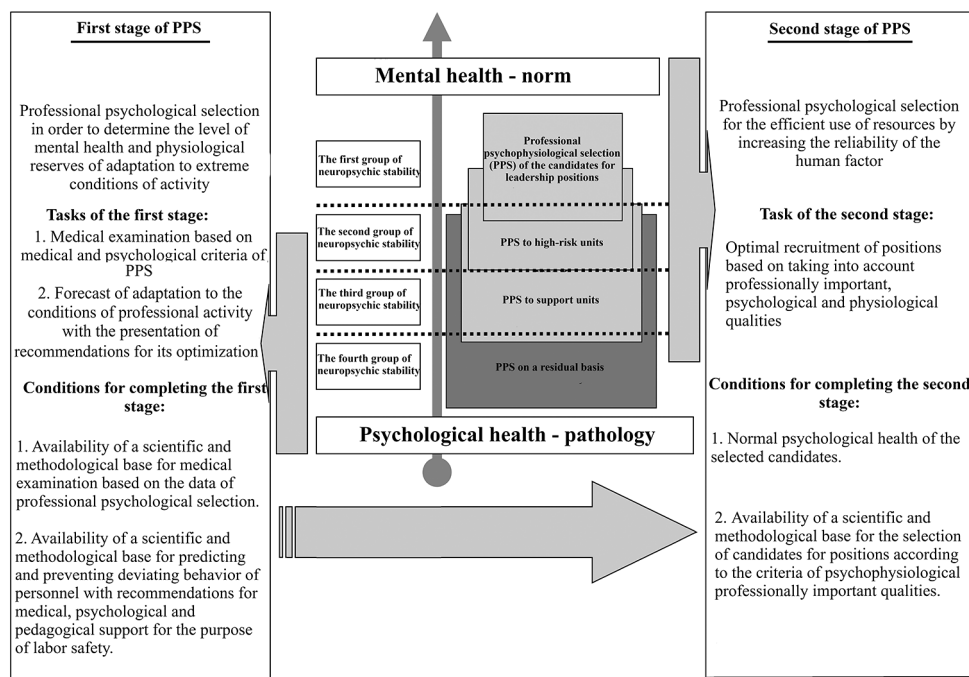 First stage of PPS
Professional psychological selection
in order to determine the level of
mental health and physiological
reserves of adaptation to extreme
conditions of activity
Tasks of the first stage:
1. Medical examination based on
medical and psychological criteria of
PPS
2. Forecast of adaptation to the
conditions of professional activity
with the presentation of
recommendations for its optimization
Conditions for completing the first
stage:
1. Availability of a scientific and
methodological base for medical
examination based on the data of
professional psychological selection.
2. Availability of a scientific and
methodological base for predicting
and preventing deviating behavior of
personnel with recommendations for
medical, psychological and
pedagogical support for the purpose
of labor safety.
Mental health - norm
The first group of
neuropsychic stability
The second group of
neuropsychic stability
The third group of
neuropsychic stability
The fourth group of
neuropsychic stability
Professional
psychophysiological selection
(PPS) of the candidates for
leadership positions
PPS to high-risk units
PPS to support units
PPS on a residual basis
Psychological health - pathology
Second stage of PPS
Professional psychological selection
for the efficient use of resources by
increasing the reliability of the
human factor
Task of the second stage:
Optimal recruitment of positions
based on taking into account
professionally important,
psychological and physiological
qualities
Conditions for completing the second
stage:
1. Normal psychological health of the
selected candidates.
2. Availability of a scientific and
methodological base for the selection
of candidates for positions according
to the criteria of psychophysiological
professionally important qualities.